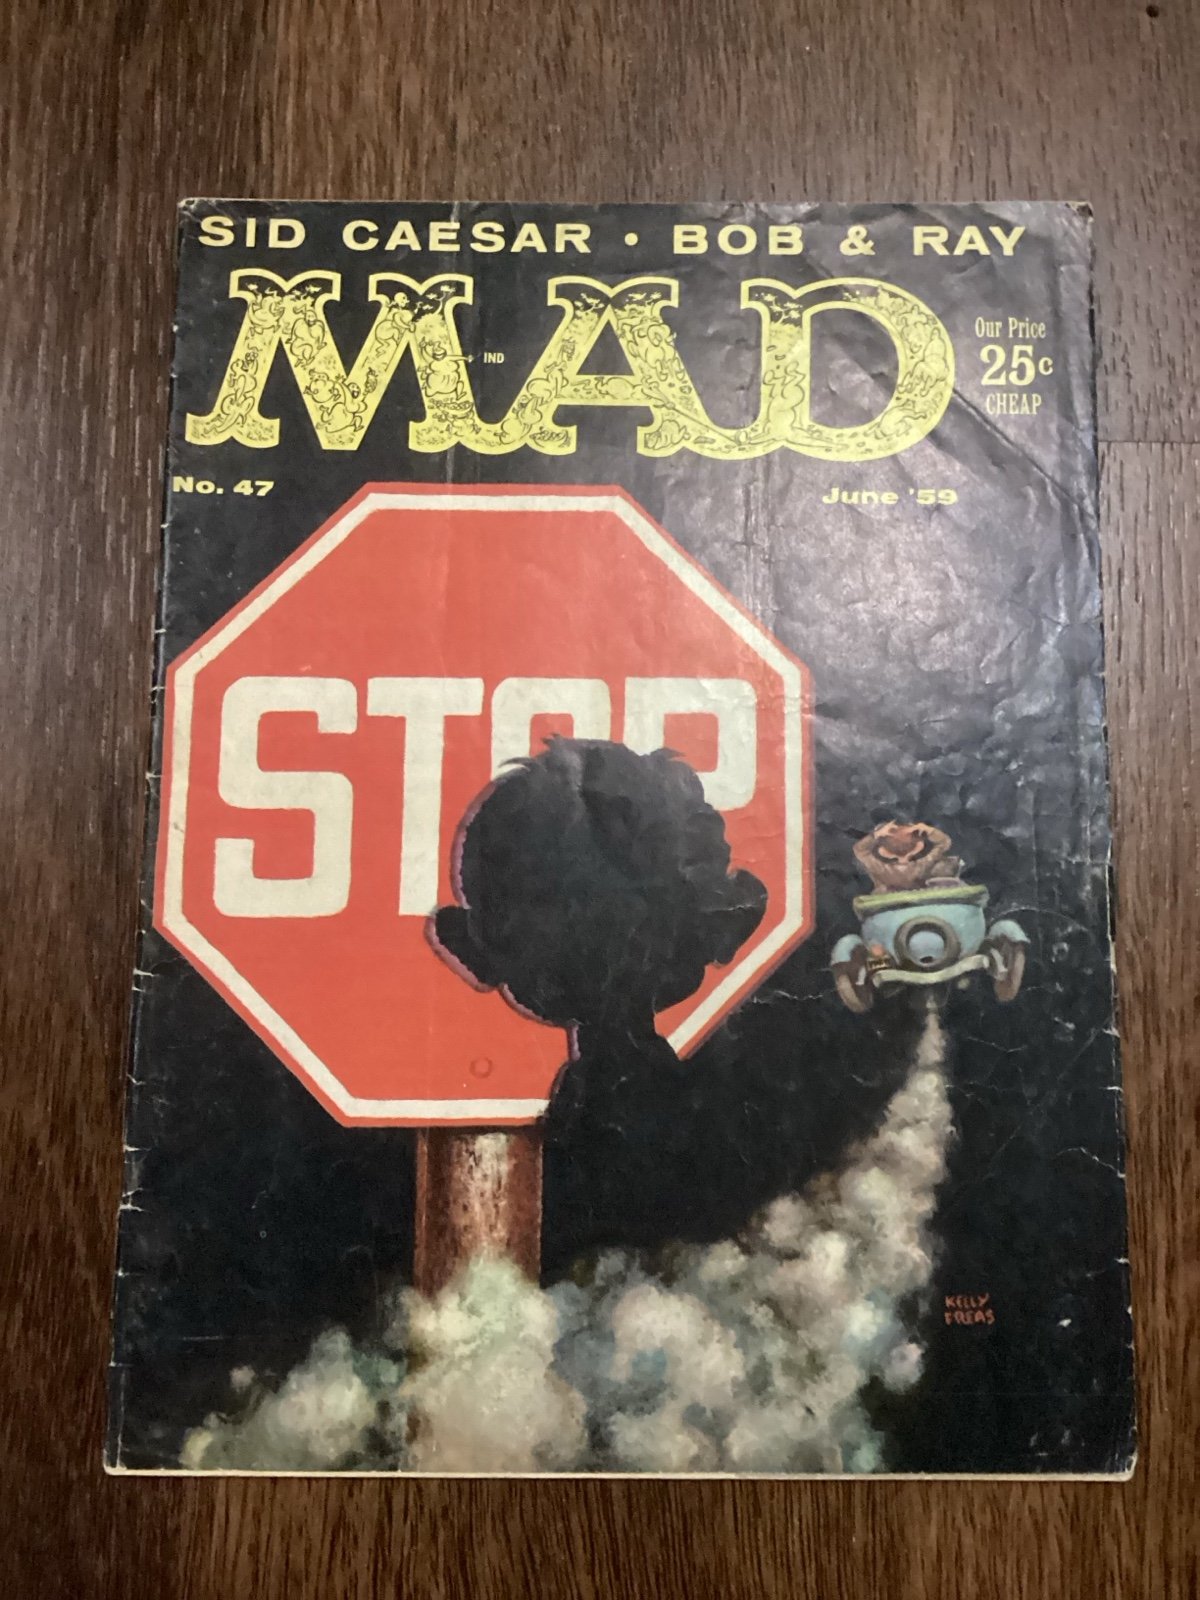 SID CAESAR • BOB & RAY
MAD
IND
Our Price
25c
CHEAP
No. 47
June '59
STOP
KELLY
FREAS